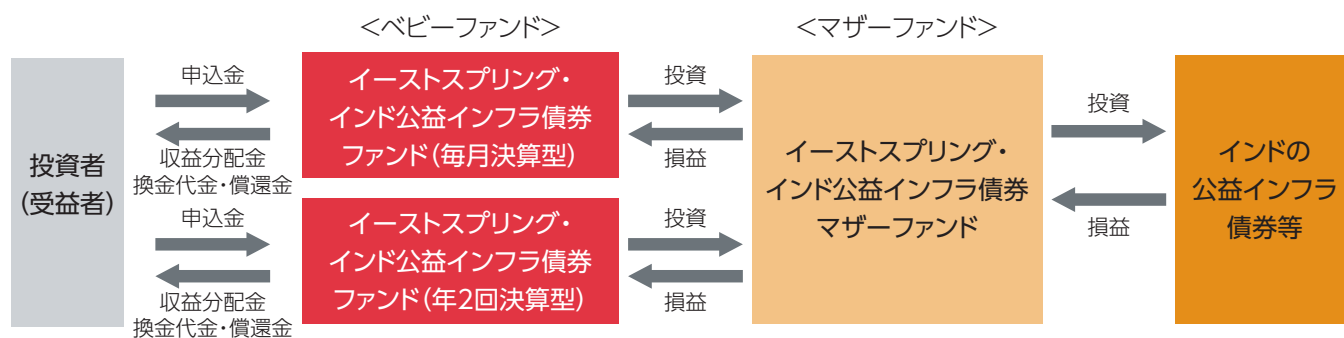 <ベビーファンド>
<マザーファンド>
投資者
(受益者)
申込金
収益分配金
換金代金・償還金
申込金
収益分配金
換金代金・償還金
イーストスプリング・
インド公益インフラ債券
ファンド(毎月決算型)
イーストスプリング・
インド公益インフラ債券
ファンド(年2回決算型)
投資
損益
投資
損益
イーストスプリング・
インド公益インフラ債券
マザーファンド
投資
損益
インドの
公益インフラ
債券等